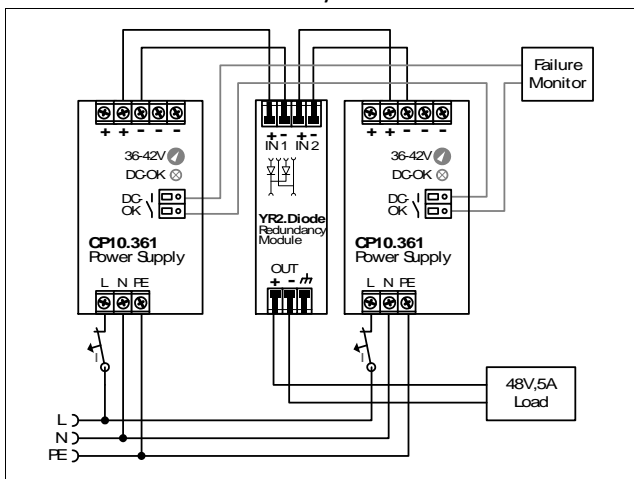 Failure
Monitor
+ + - - -
36-42V
DC-OK
DC-
OK
CP10.361
Power Supply
L N PE
I
+ - + -
IN 1 IN 2
YR2.Diode
Redundancy
Module
OUT
+ -
+ + - - -
36-42V
DC-OK
DC-
OK
CP10.361
Power Supply
L N PE
I
48V,5A
Load
L
N
PE